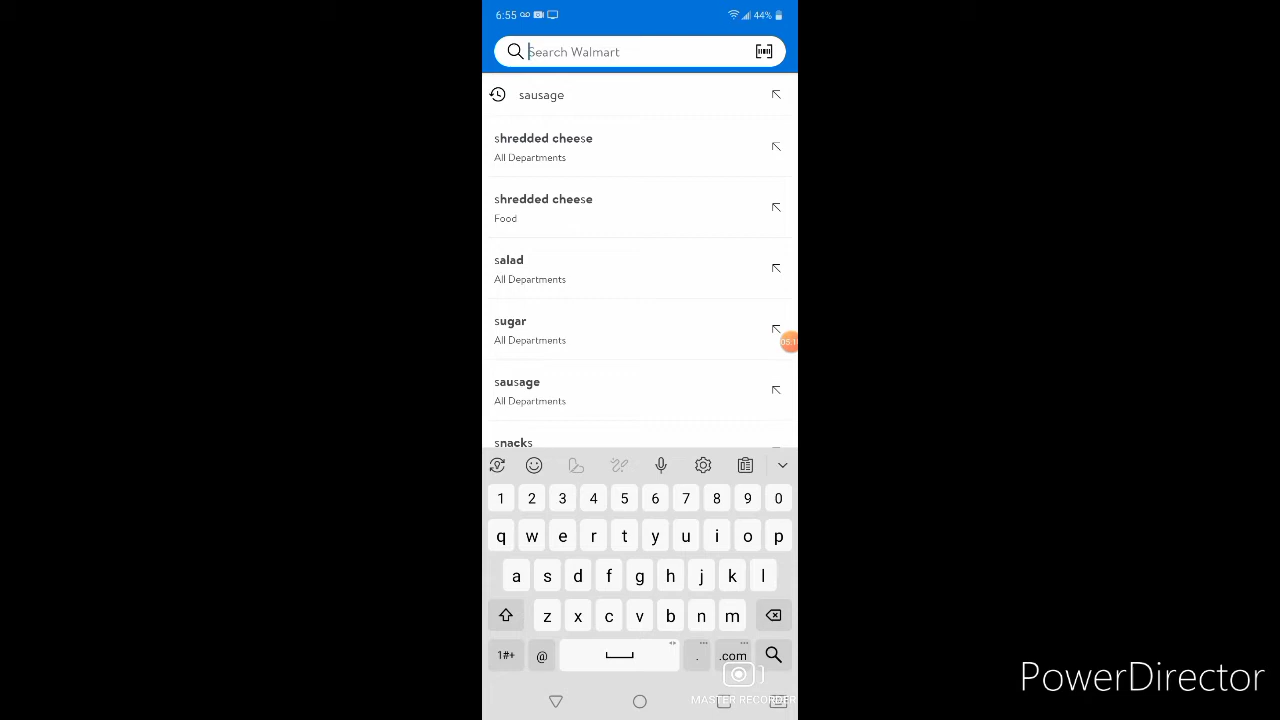 6:55 44%
Search Walmart
sausage
shredded cheese
All Departments
shredded cheese
Food
salad
All Departments
sugar
All Departments
05:1
sausage
All Departments
snacks
1 2 3 4 5 6 7 8 9 0
q w e r t y u i o p
a s d f g h j k l
z x c v b n m
1#+ @ . .com
MASTER RECORDER
PowerDirector